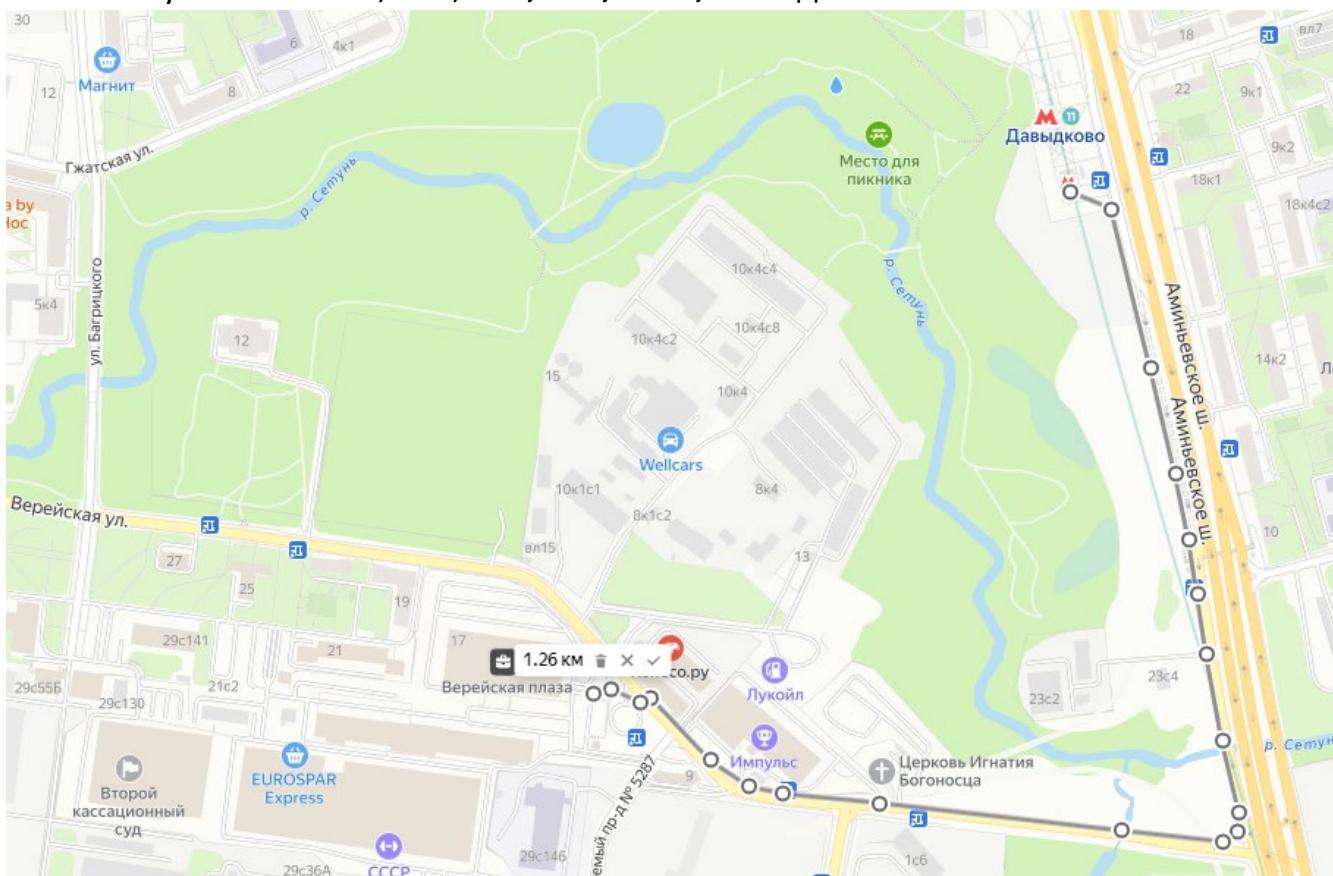 30
6
4к1
Магнит
8
12
Гжатская ул.
р. Сетунь
5к4
ул. Багрицкого
12
18
вл7
22
9к1
М 11
Давыдково
9к2
18к1
18к4с2
Место для
пикника
р. Сетунь
10к4с4
10к4с8
10к4с2
15
10к4
Аминьевское ш.
Аминьевское ш.
14к2
Wellcars
10к1с1
8к4
8к1с2
вл15
13
10
Верейская ул.
27
25
19
29с141
21
17
1.26 км
Верейская плаза
Лукойл
29с55Б
29с130
21с2
23с2
23с4
р. Сетунь
Импульс
9
Церковь Игнатия
Богоносца
EUROSPAR
Express
Второй
кассационный
суд
29с146
29с36А
СССР
1с6